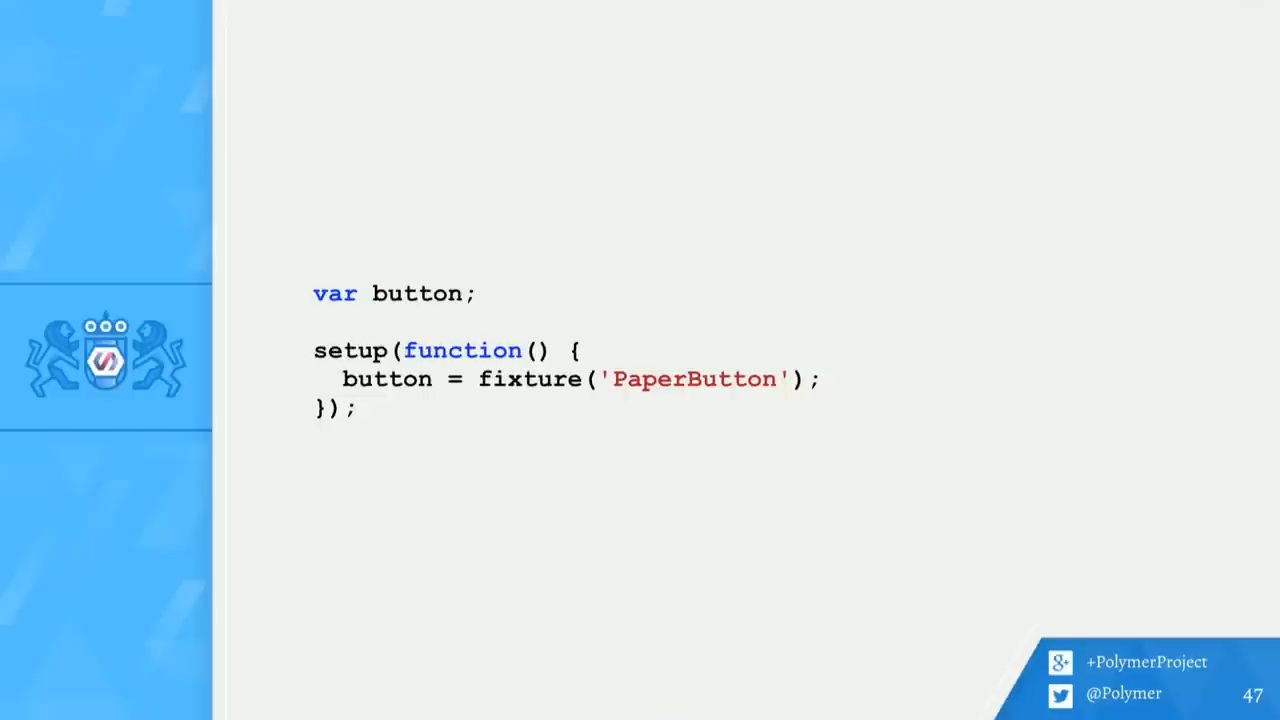 var button;
setup(function() {
  button = fixture('PaperButton');
});
+PolymerProject
@Polymer
47